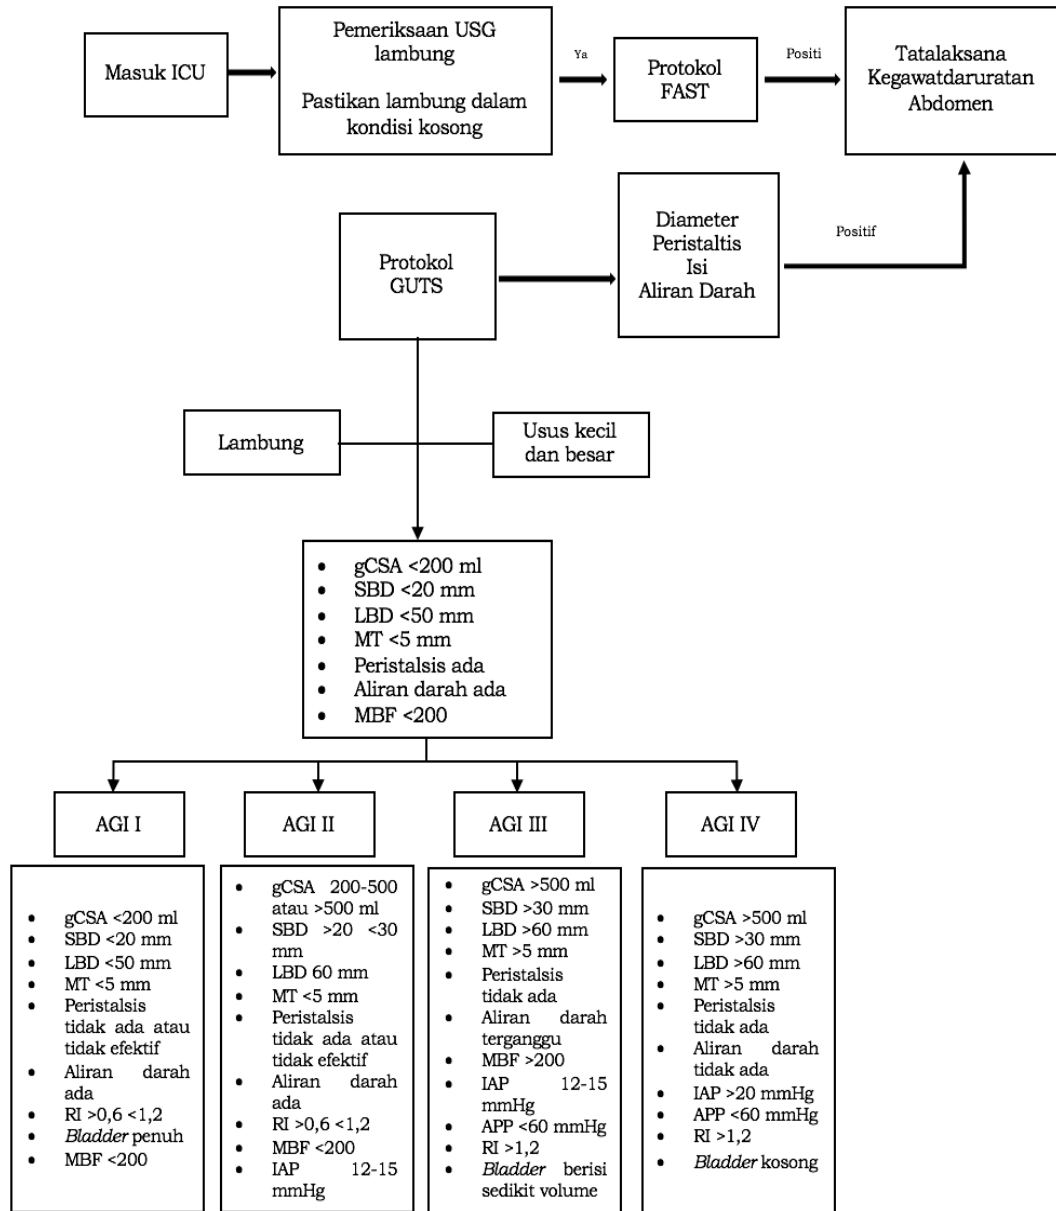 Masuk ICU
Pemeriksaan USG
lambung
Pastikan lambung dalam
kondisi kosong
Ya
Protokol
FAST
Positi
Tatalaksana
Kegawatdaruratan
Abdomen
Protokol
GUTS
Diameter
Peristaltis
Isi
Aliran Darah
Positif
Lambung
Usus kecil
dan besar
• gCSA <200 ml
• SBD <20 mm
• LBD <50 mm
• MT <5 mm
• Peristalsis ada
• Aliran darah ada
• MBF <200
AGI I
AGI II
AGI III
AGI IV
• gCSA <200 ml
• SBD <20 mm
• LBD <50 mm
• MT <5 mm
• Peristalsis
tidak ada atau
tidak efektif
• Aliran darah
ada
• RI >0,6 <1,2
• Bladder penuh
• MBF <200
• gCSA 200-500
atau >500 ml
• SBD >20 <30
mm
• LBD 60 mm
• MT <5 mm
• Peristalsis
tidak ada atau
tidak efektif
• Aliran darah
ada
• RI >0,6 <1,2
• MBF <200
• IAP 12-15
mmHg
• gCSA >500 ml
• SBD >30 mm
• LBD >60 mm
• MT >5 mm
• Peristalsis
tidak ada
• Aliran darah
terganggu
• MBF >200
• IAP 12-15
mmHg
• APP <60 mmHg
• RI >1,2
• Bladder berisi
sedikit volume
• gCSA >500 ml
• SBD >30 mm
• LBD >60 mm
• MT >5 mm
• Peristalsis
tidak ada
• Aliran darah
tidak ada
• IAP >20 mmHg
• APP <60 mmHg
• RI >1,2
• Bladder kosong